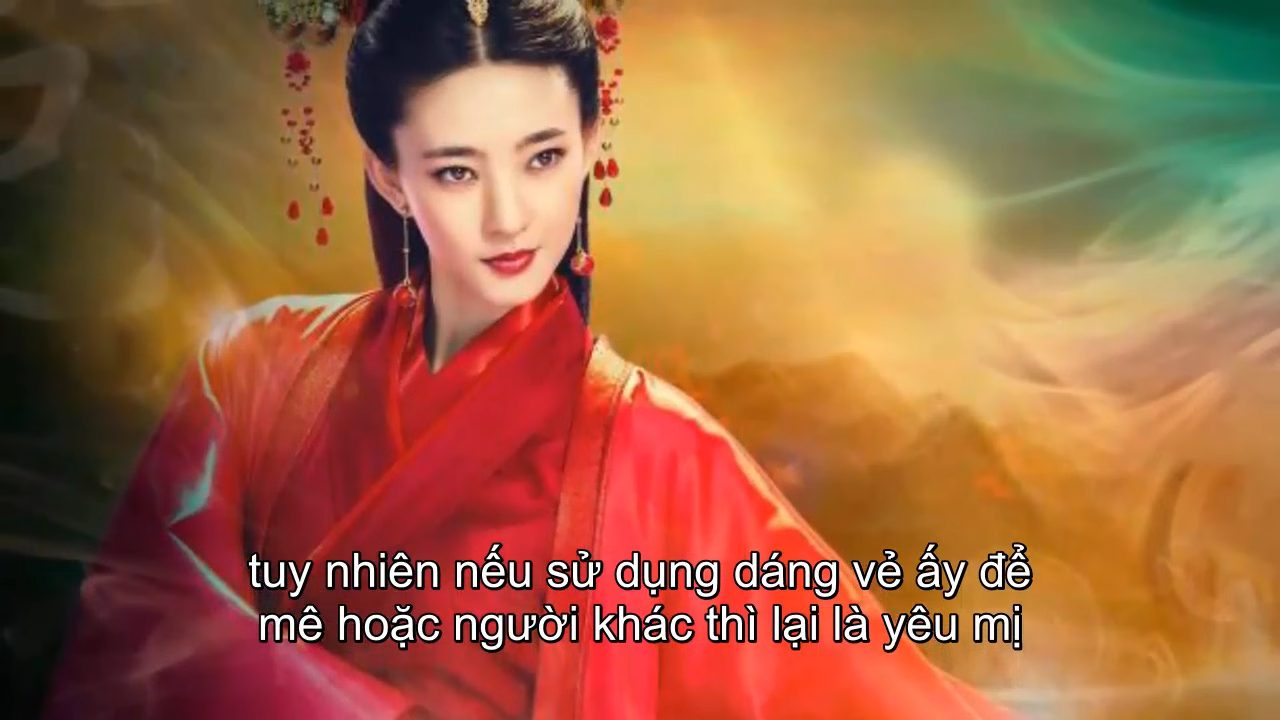 tuy nhiên nếu sử dụng dáng vẻ ấy để
mê hoặc người khác thì lại là yêu mị